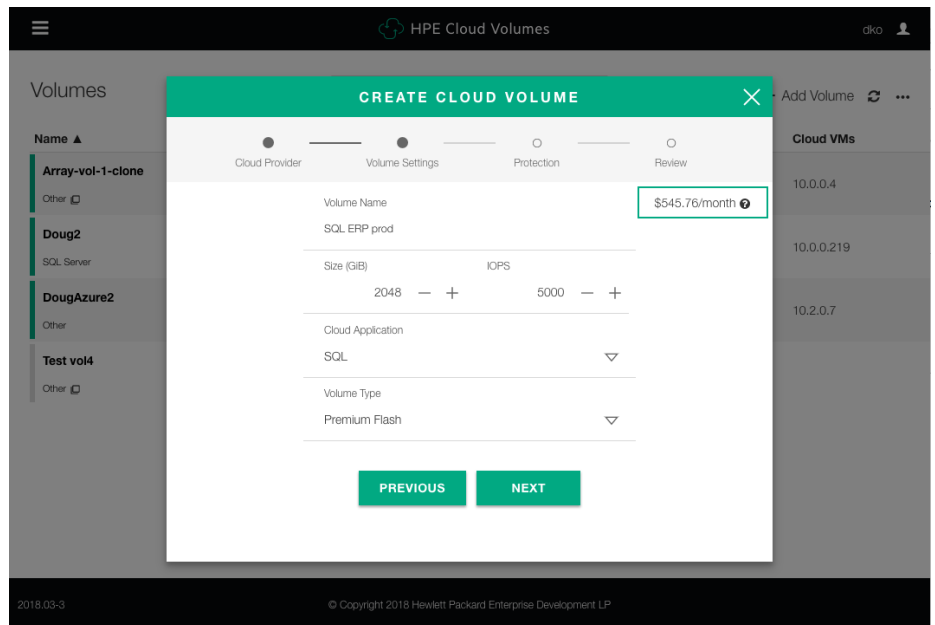 HPE Cloud Volumes
dko
Volumes
Add Volume
CREATE CLOUD VOLUME
Name ▲
Cloud VMs
Cloud Provider
Volume Settings
Protection
Review
Array-vol-1-clone
Other
10.0.0.4
Volume Name
$545.76/month
SQL ERP prod
Doug2
SQL Server
10.0.0.219
Size (GiB)
IOPS
2048 — +
5000 — +
DougAzure2
Other
10.2.0.7
Cloud Application
SQL
Test vol4
Other
Volume Type
Premium Flash
PREVIOUS
NEXT
2018.03-3
© Copyright 2018 Hewlett Packard Enterprise Development LP